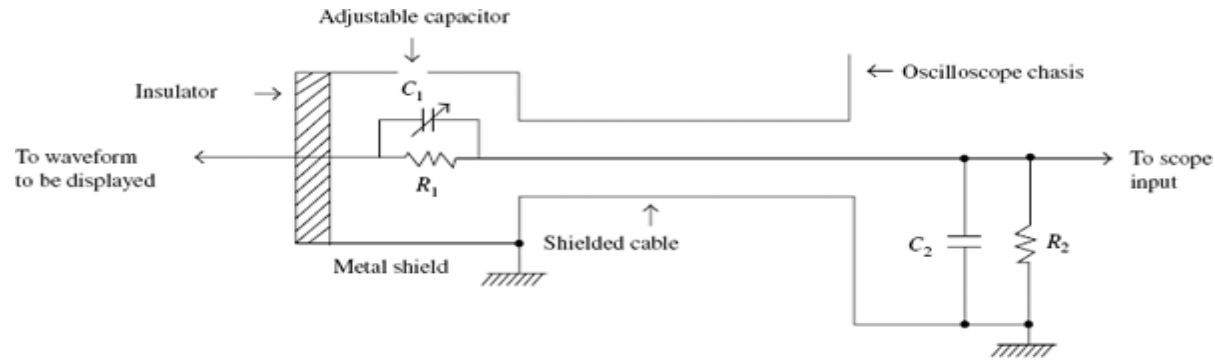 Adjustable capacitor
C1
Oscilloscope chasis
Insulator
To waveform
to be displayed
R1
To scope
input
Shielded cable
Metal shield
C2
R2